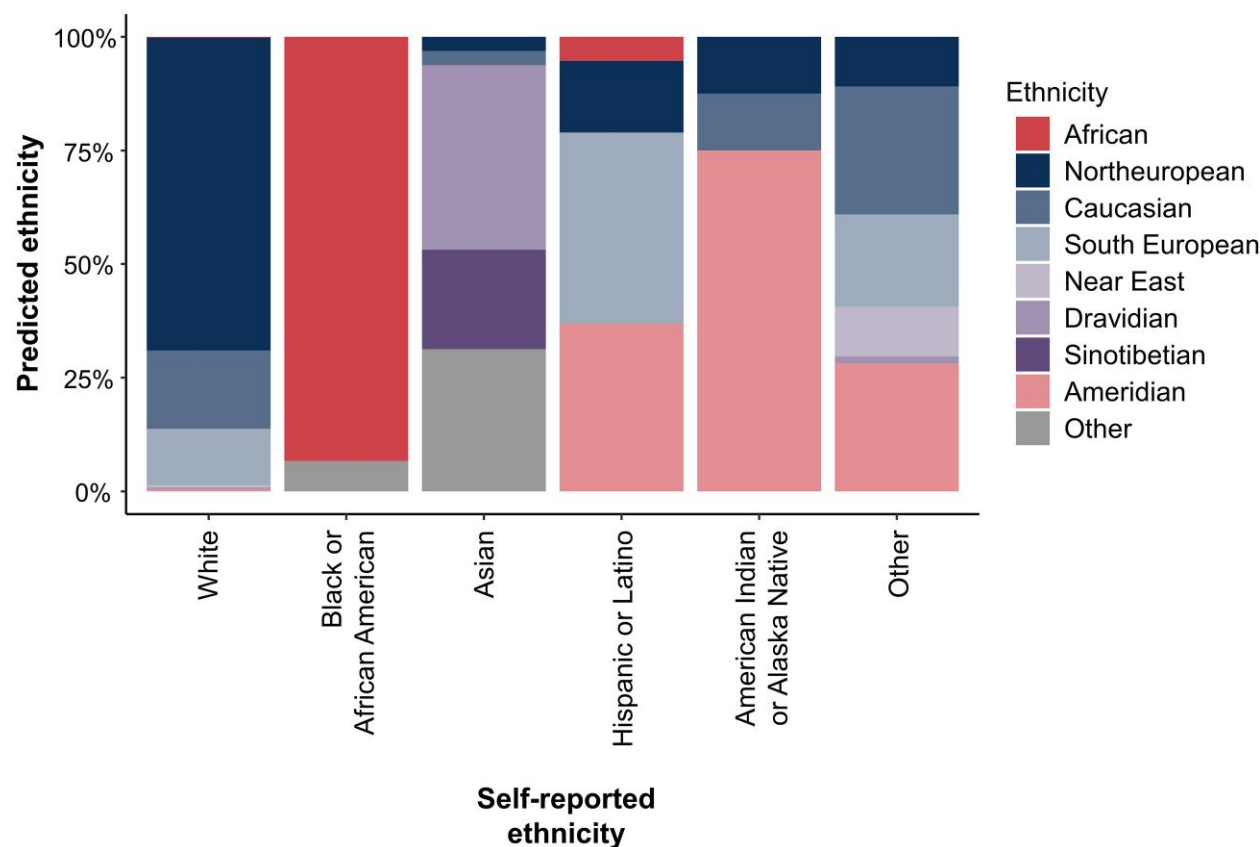 100%
75%
50%
25%
0%
Predicted ethnicity
Ethnicity
African
Northeuropean
Caucasian
South European
Near East
Dravidian
Sinotibetian
Ameridian
Other
White
Black or
African American
Asian
Hispanic or Latino
American Indian
or Alaska Native
Other
Self-reported
ethnicity